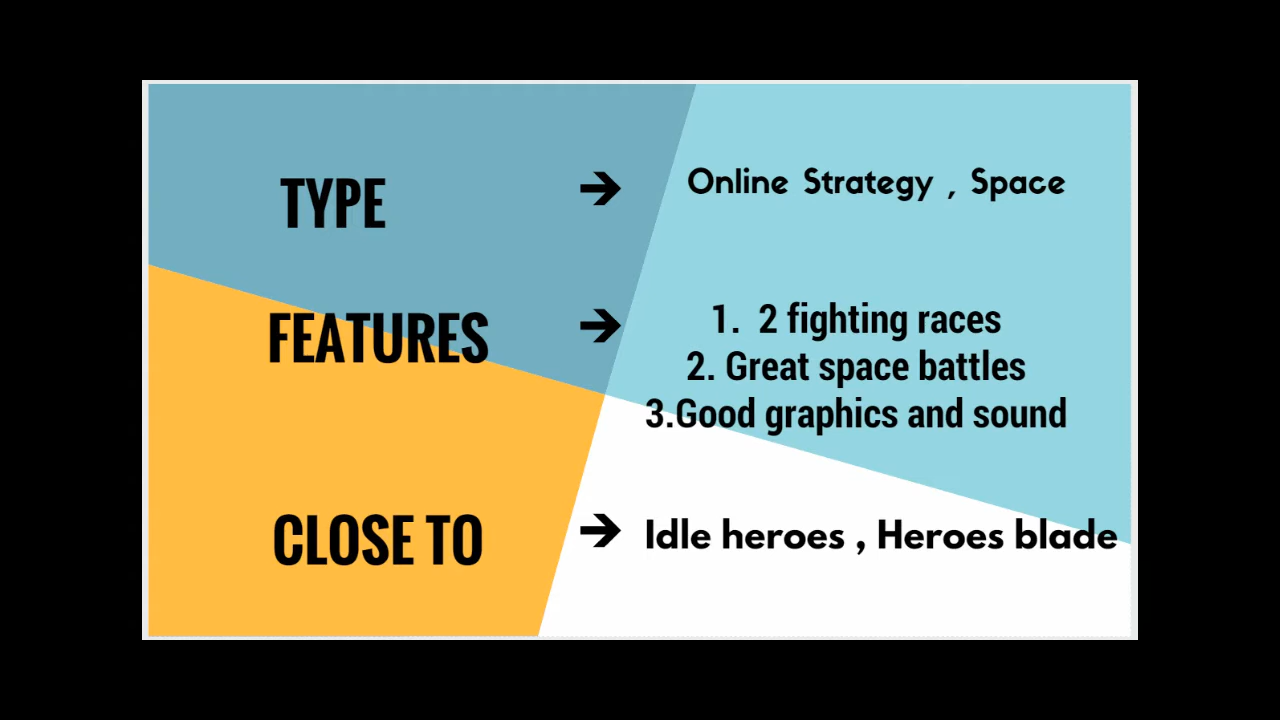 TYPE → Online Strategy , Space
FEATURES → 1. 2 fighting races
2. Great space battles
3.Good graphics and sound
CLOSE TO → Idle heroes , Heroes blade